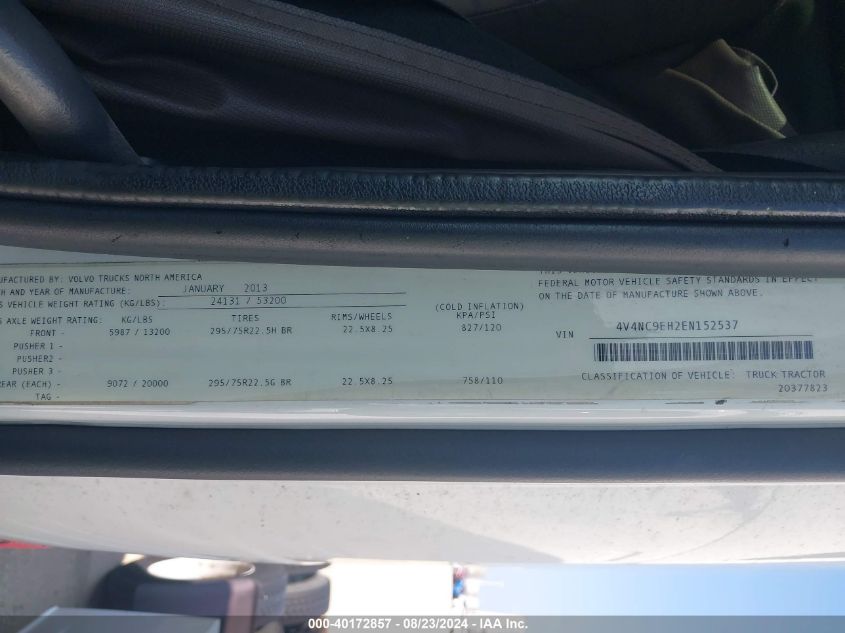 MANUFACTURED BY: VOLVO TRUCKS NORTH AMERICA
AND YEAR OF MANUFACTURE: JANUARY 2013
VEHICLE WEIGHT RATING (KG/LBS): 24131 / 53200
AXLE WEIGHT RATING: KG/LBS TIRES RIMS/WHEELS (COLD INFLATION) KPA/PSI
FRONT - 5987 / 13200 295/75R22.5H BR 22.5X8.25 827/120
PUSHER 1 -
PUSHER2 -
PUSHER 3 -
REAR (EACH) - 9072 / 20000 295/75R22.5G BR 22.5X8.25 758/110
TAG -
FEDERAL MOTOR VEHICLE SAFETY STANDARDS IN EFFECT
ON THE DATE OF MANUFACTURE SHOWN ABOVE.
VIN 4V4NC9EH2EN152537
CLASSIFICATION OF VEHICLE: TRUCK TRACTOR
20377823
000-40172857 - 08/23/2024 - IAA Inc.